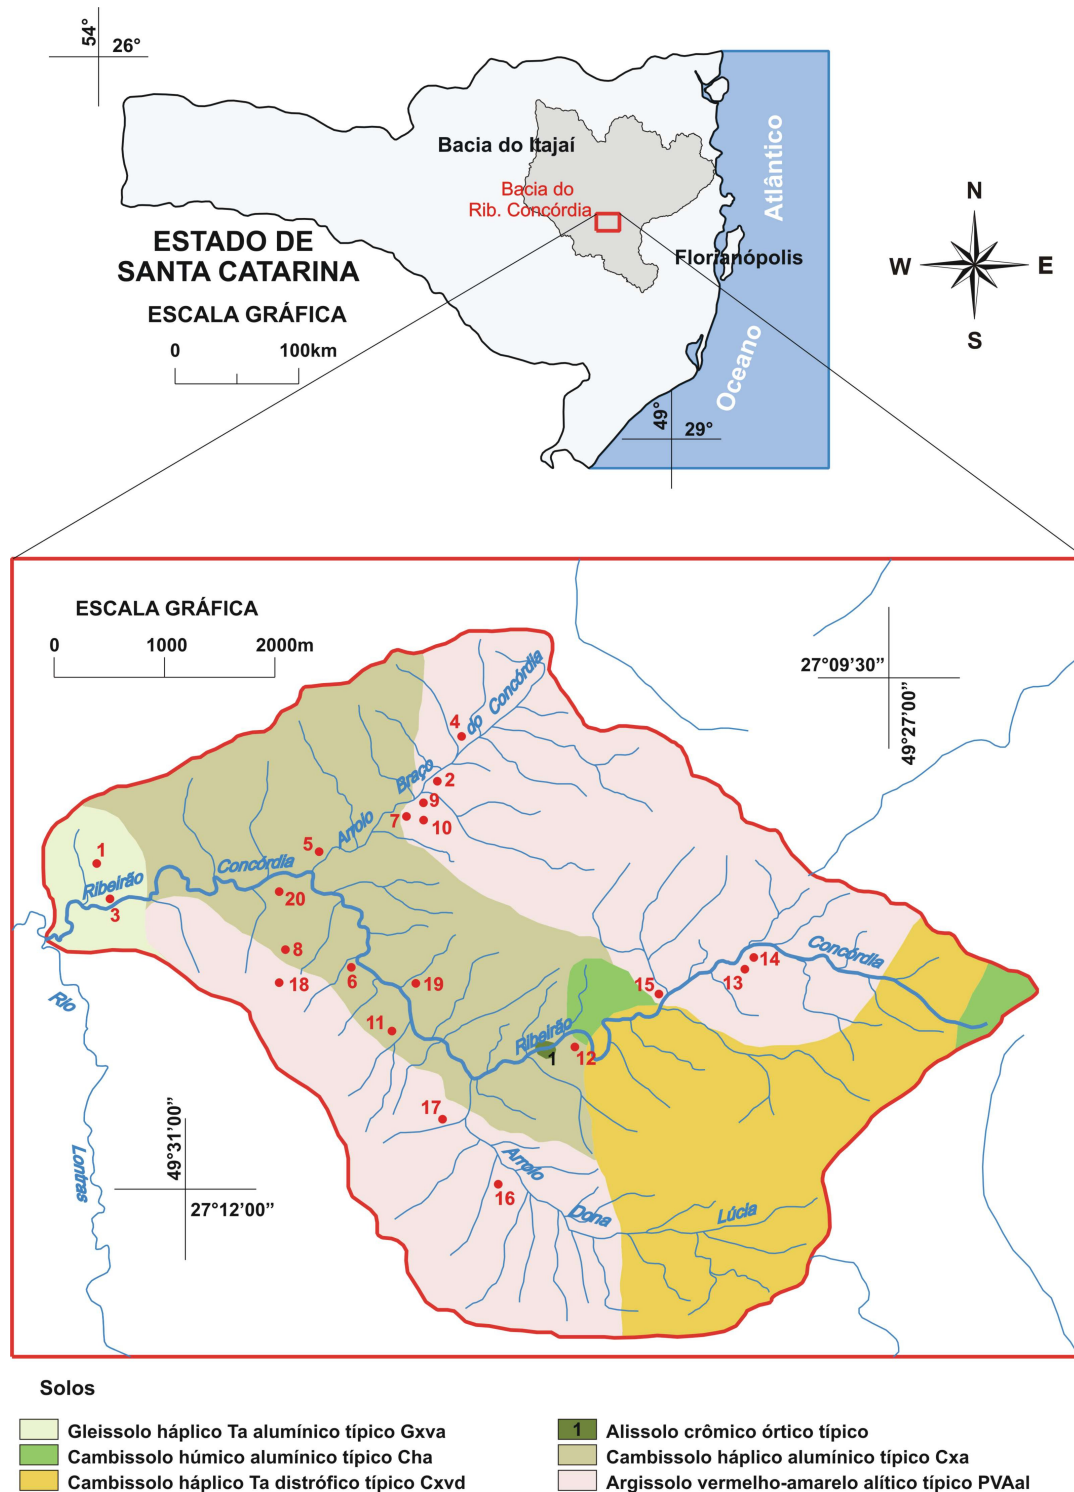 54°
26°
Bacia do Itajaí
Bacia do
Rib. Concórdia
Atlântico
N
W
E
S
ESTADO DE
SANTA CATARINA
Florianópolis
ESCALA GRÁFICA
0
100km
Oceano
49°
29°
ESCALA GRÁFICA
0
1000
2000m
27°09'30"
49°27'00"
do Concórdia
4
Braço
2
9
7
10
Arroio
5
1
Concórdia
Ribeirão
3
20
8
6
18
19
Concórdia
14
13
15
Rio
11
Ribeirão
12
1
17
49°31'00"
Lontras
Arroio
27°12'00"
16
Dona
Lúcia
Solos
Gleissolo háplico Ta alumínico típico Gxva
Cambissolo húmico alumínico típico Cha
Cambissolo háplico Ta distrófico típico Cxvd
1
Alissolo crômico órtico típico
Cambissolo háplico alumínico típico Cxa
Argissolo vermelho-amarelo alítico típico PVAal